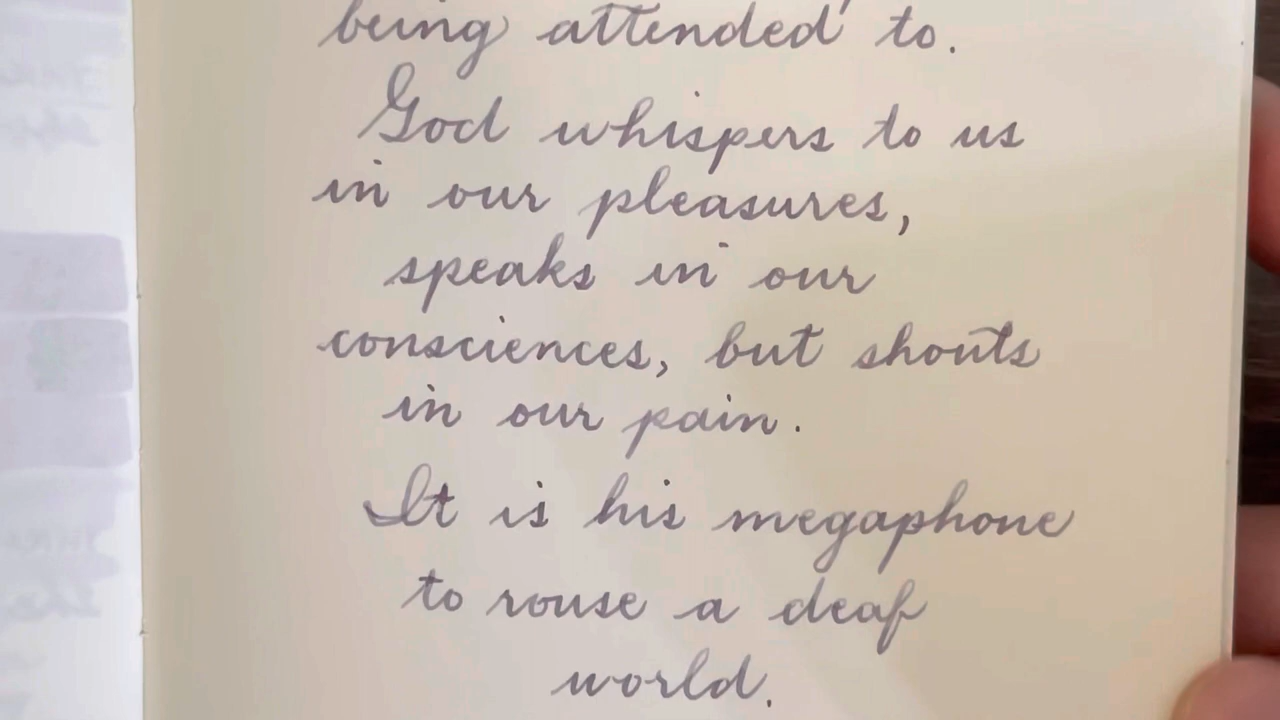 being attended to.
God whispers to us
in our pleasures,
speaks in our
consciences, but shouts
in our pain.
It is his megaphone
to rouse a deaf
world.